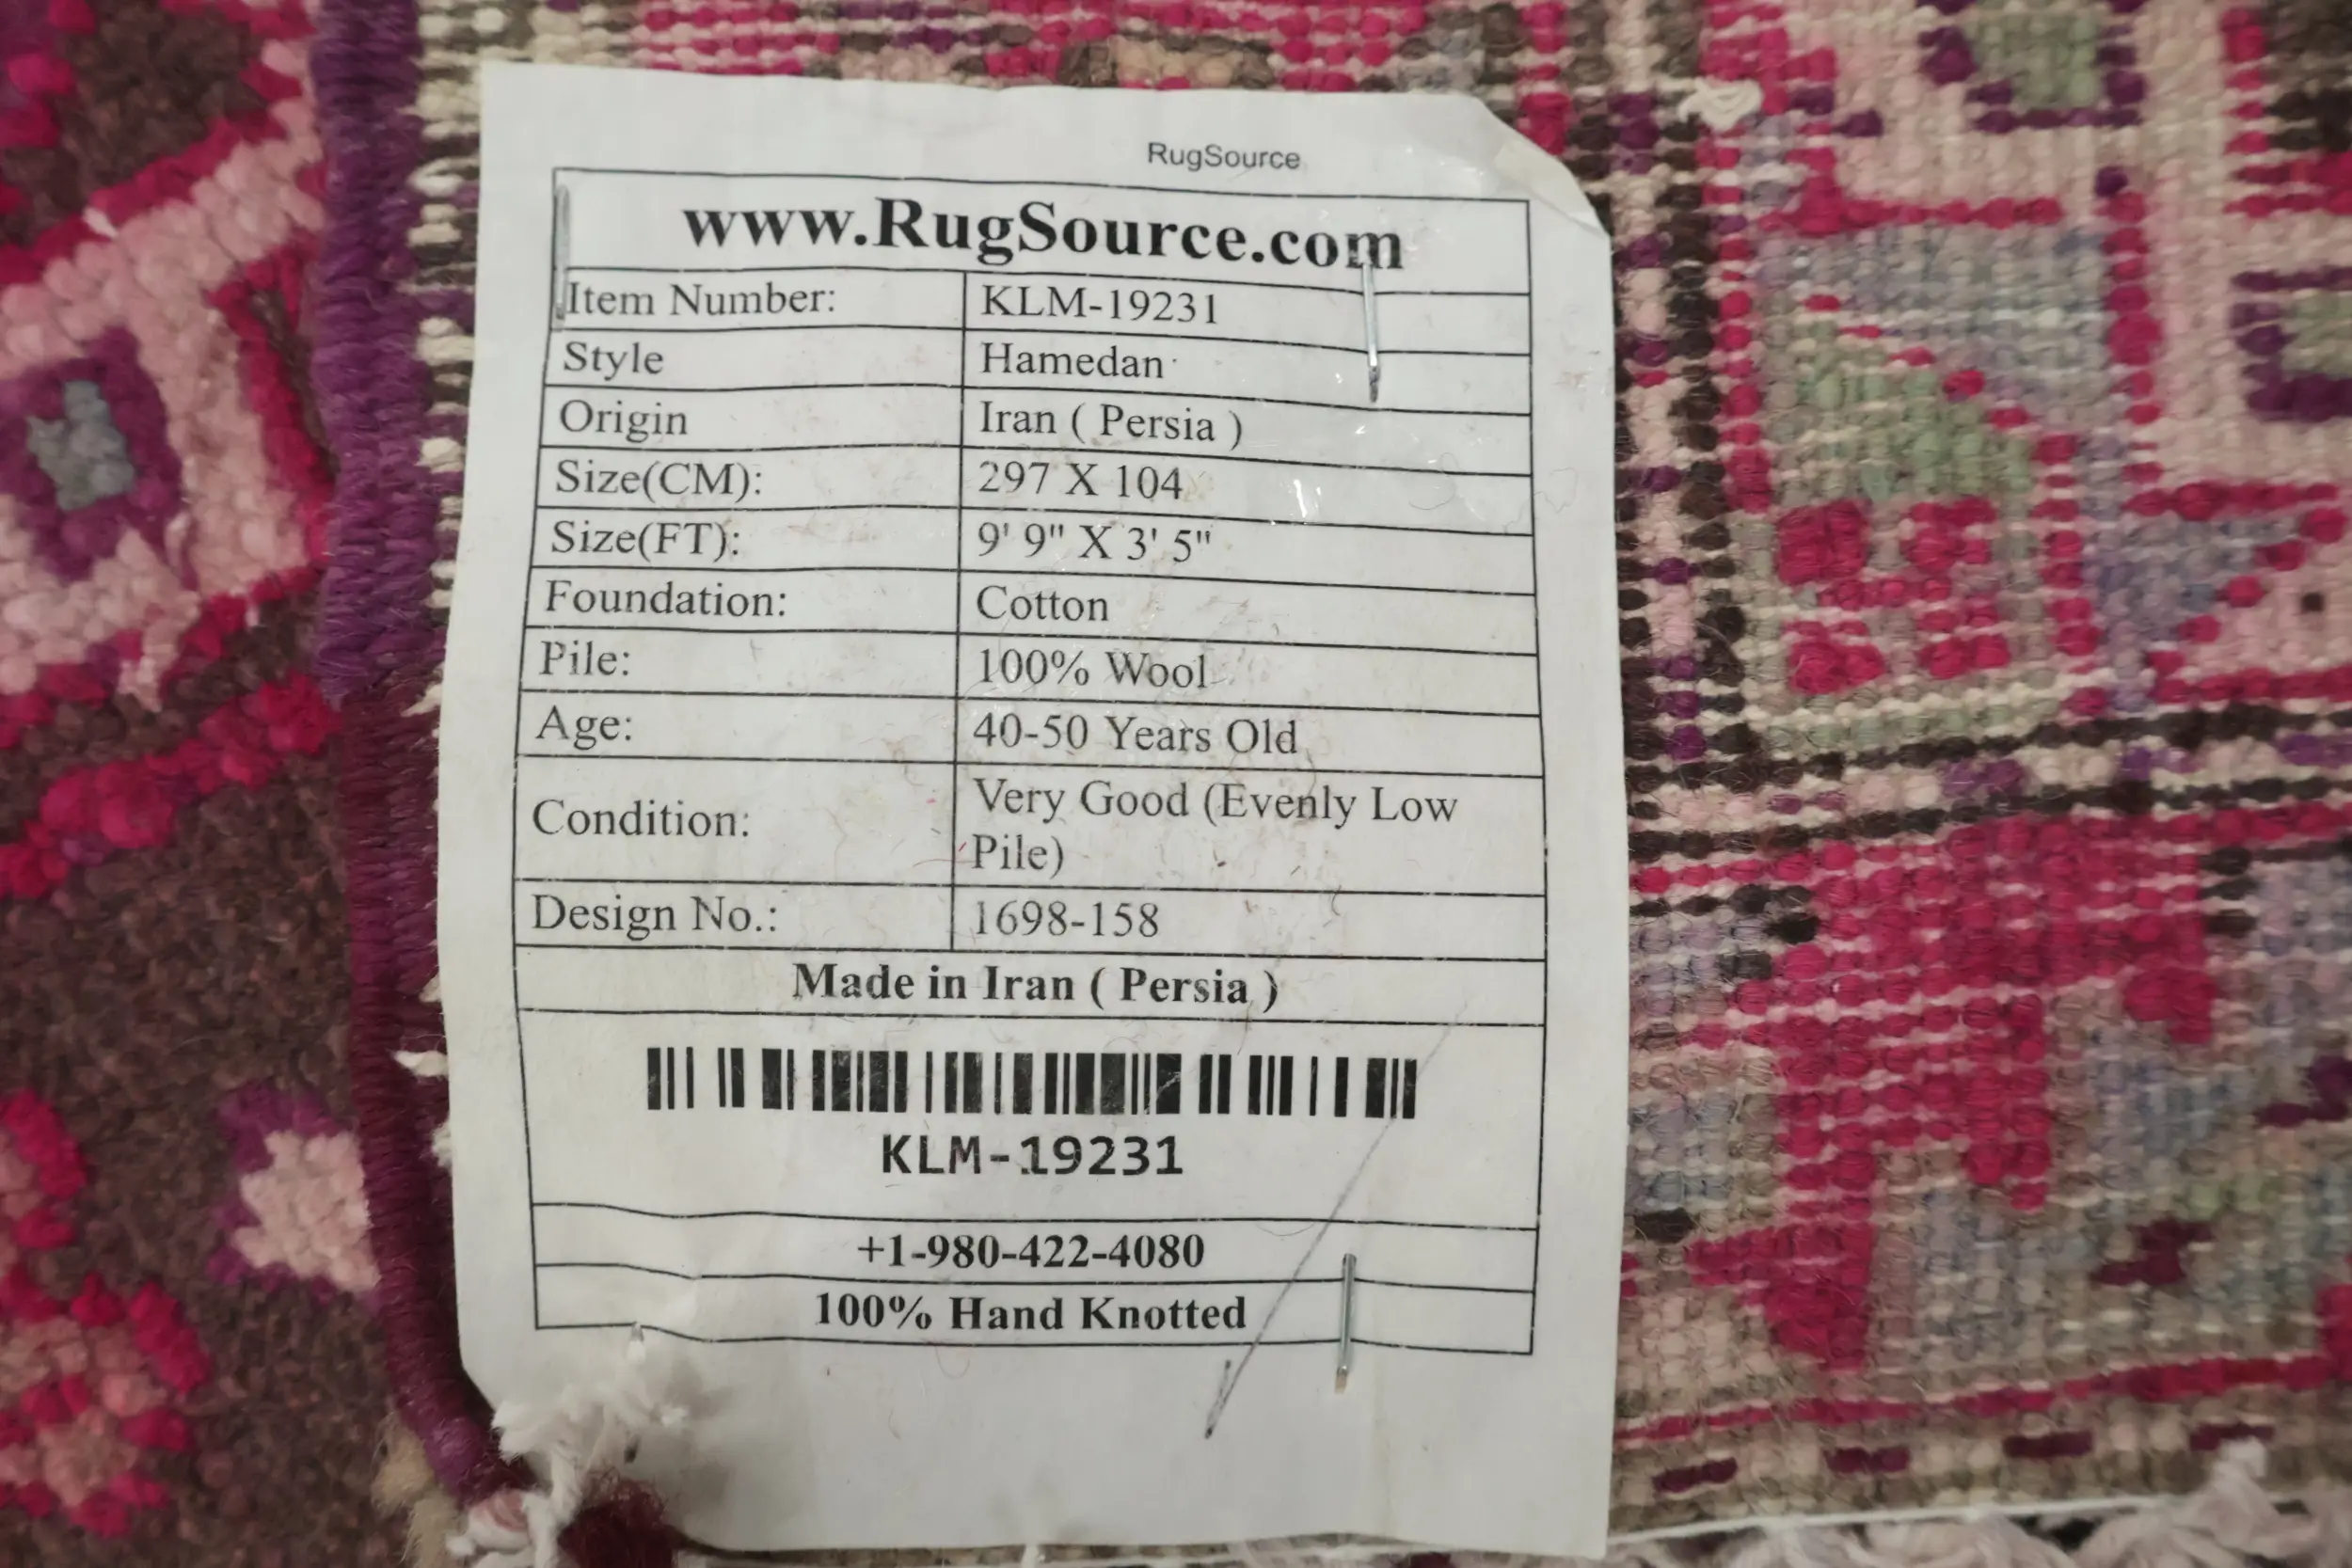 RugSource
www.RugSource.com
Item Number: KLM-19231
Style Hamedan
Origin Iran ( Persia )
Size(CM): 297 X 104
Size(FT): 9' 9" X 3' 5"
Foundation: Cotton
Pile: 100% Wool
Age: 40-50 Years Old
Condition: Very Good (Evenly Low
Pile)
Design No.: 1698-158
Made in Iran ( Persia )
KLM-19231
+1-980-422-4080
100% Hand Knotted